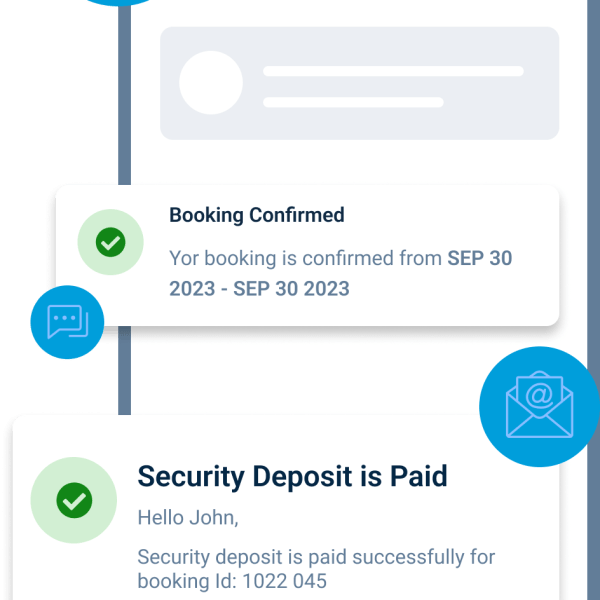 Booking Confirmed
Yor booking is confirmed from SEP 30
2023 - SEP 30 2023
@
Security Deposit is Paid
Hello John,
Security deposit is paid successfully for
booking Id: 1022 045